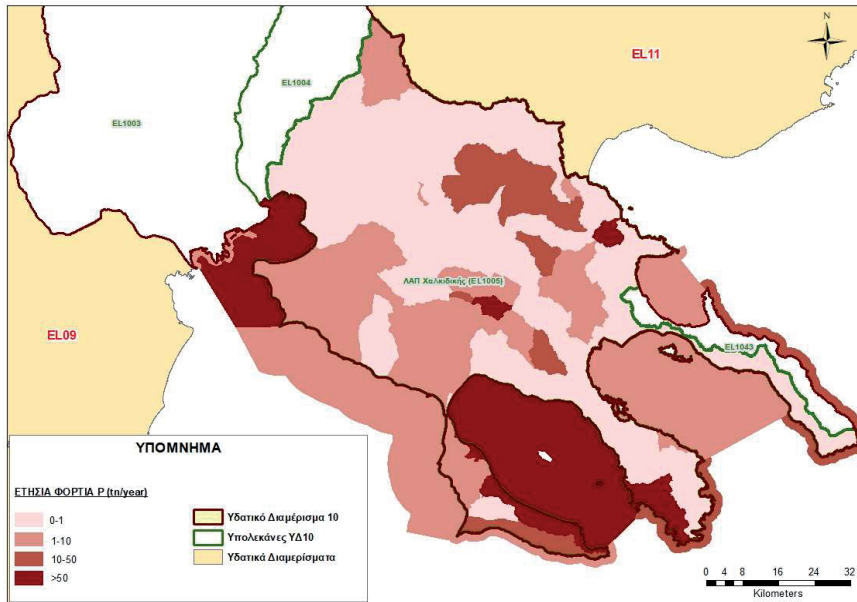 N
EL11
EL1004
EL1003
ΛΑΠ Χαλκιδικής (EL1005)
EL09
EL1043
ΥΠΟΜΝΗΜΑ
ΕΤΗΣΙΑ ΦΟΡΤΙΑ P (tn/year)
0-1
1-10
10-50
>50
Υδατικό Διαμέρισμα 10
Υπολεκάνες ΥΔ10
Υδατικά Διαμερίσματα
0 4 8 16 24 32
Kilometers